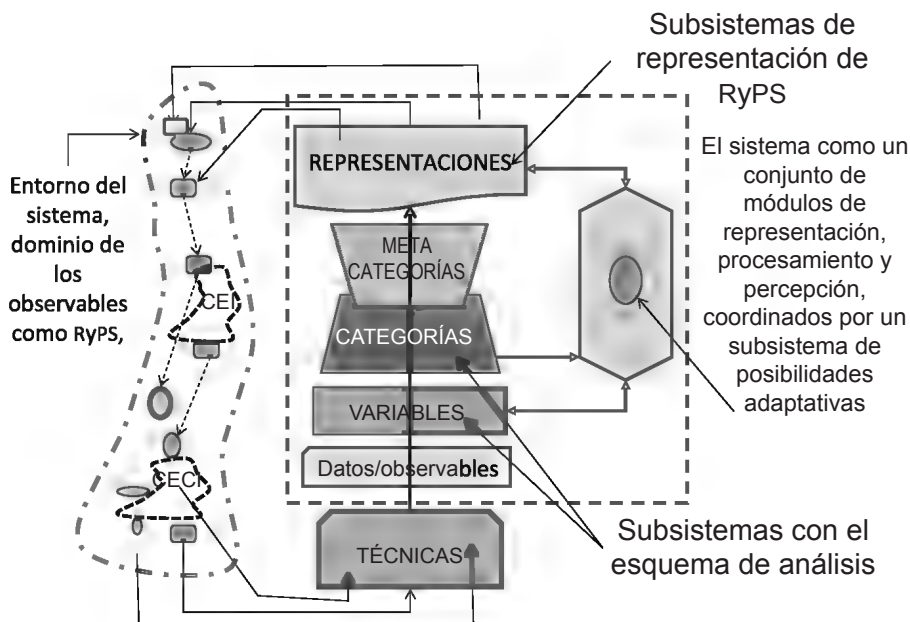 Subsistemas de
representación de
RyPS
REPRESENTACIONES
El sistema como un
conjunto de
módulos de
representación,
procesamiento y
percepción,
coordinados por un
subsistema de
posibilidades
adaptativas
Entorno del
sistema,
dominio de
los
observables
como RyPS,
META
CATEGORÍAS
CEI
CATEGORÍAS
VARIABLES
Datos/observables
CECI
TÉCNICAS
Subsistemas con el
esquema de análisis